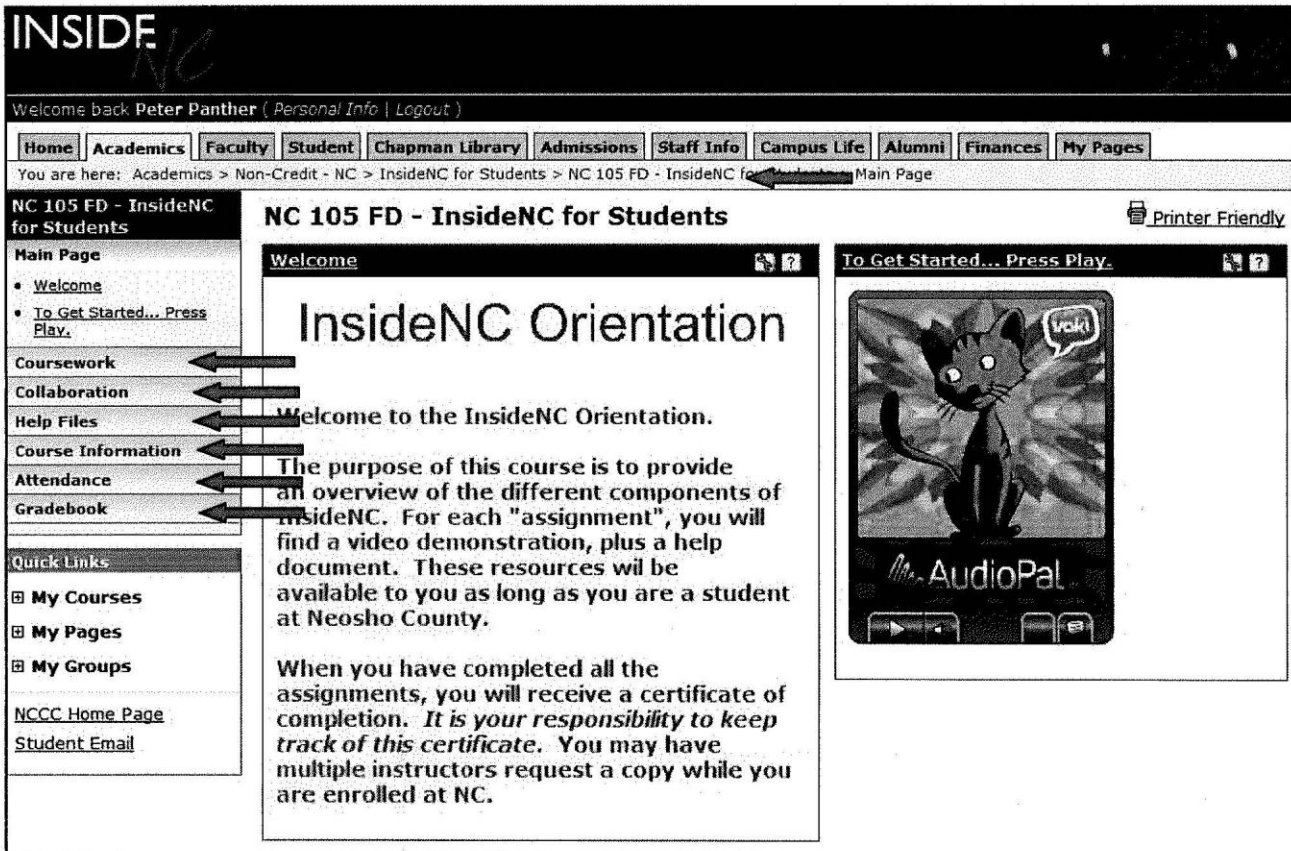 INSIDE
NC
Welcome back Peter Panther ( Personal Info | Logout )
Home Academics Faculty Student Chapman Library Admissions Staff Info Campus Life Alumni Finances My Pages
You are here: Academics > Non-Credit - NC > InsideNC for Students > NC 105 FD - InsideNC for Main Page
NC 105 FD - InsideNC
for Students
Main Page
• Welcome
• To Get Started... Press
Play.
Coursework
Collaboration
Help Files
Course Information
Attendance
Gradebook
Quick Links
My Courses
My Pages
My Groups
NCCC Home Page
Student Email
NC 105 FD - InsideNC for Students
Printer Friendly
Welcome
InsideNC Orientation
Welcome to the InsideNC Orientation.
The purpose of this course is to provide
an overview of the different components of
InsideNC. For each "assignment", you will
find a video demonstration, plus a help
document. These resources wil be
available to you as long as you are a student
at Neosho County.
When you have completed all the
assignments, you will receive a certificate of
completion. It is your responsibility to keep
track of this certificate. You may have
multiple instructors request a copy while you
are enrolled at NC.
To Get Started... Press Play.
voki
AudioPal